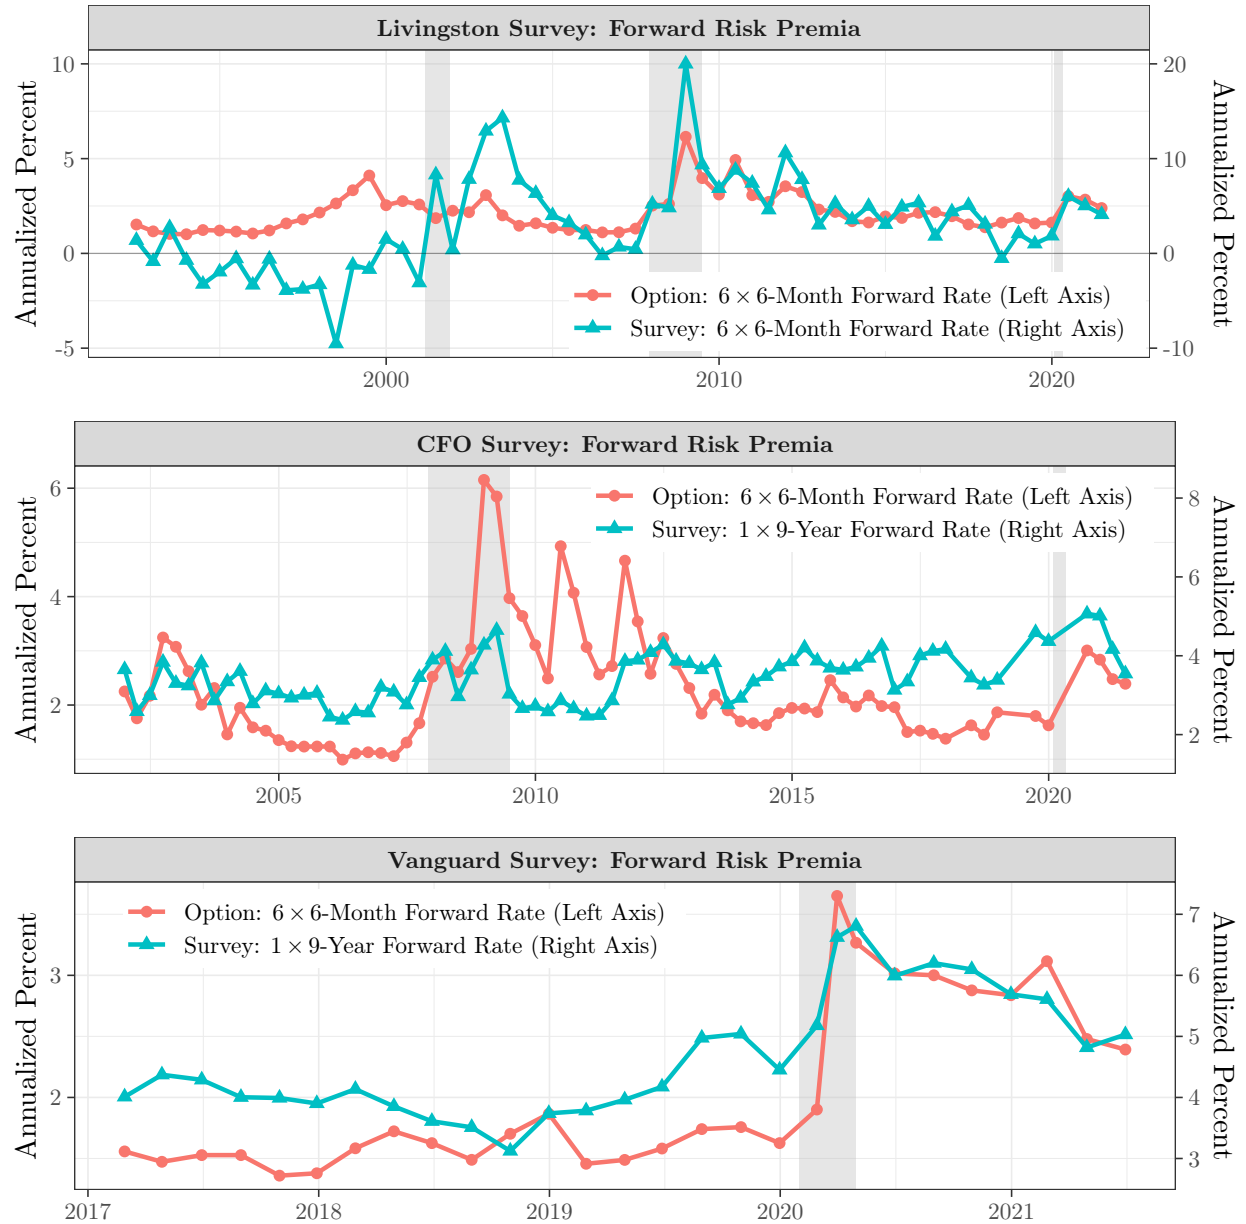 Livingston Survey: Forward Risk Premia
Annualized Percent
10
5
0
-5
20
10
0
-10
Annualized Percent
Option: 6 × 6-Month Forward Rate (Left Axis)
Survey: 6 × 6-Month Forward Rate (Right Axis)
2000
2010
2020
CFO Survey: Forward Risk Premia
Annualized Percent
6
4
2
8
6
4
2
Annualized Percent
Option: 6 × 6-Month Forward Rate (Left Axis)
Survey: 1 × 9-Year Forward Rate (Right Axis)
2005
2010
2015
2020
Vanguard Survey: Forward Risk Premia
Annualized Percent
3
2
7
6
5
4
3
Annualized Percent
Option: 6 × 6-Month Forward Rate (Left Axis)
Survey: 1 × 9-Year Forward Rate (Right Axis)
2017
2018
2019
2020
2021